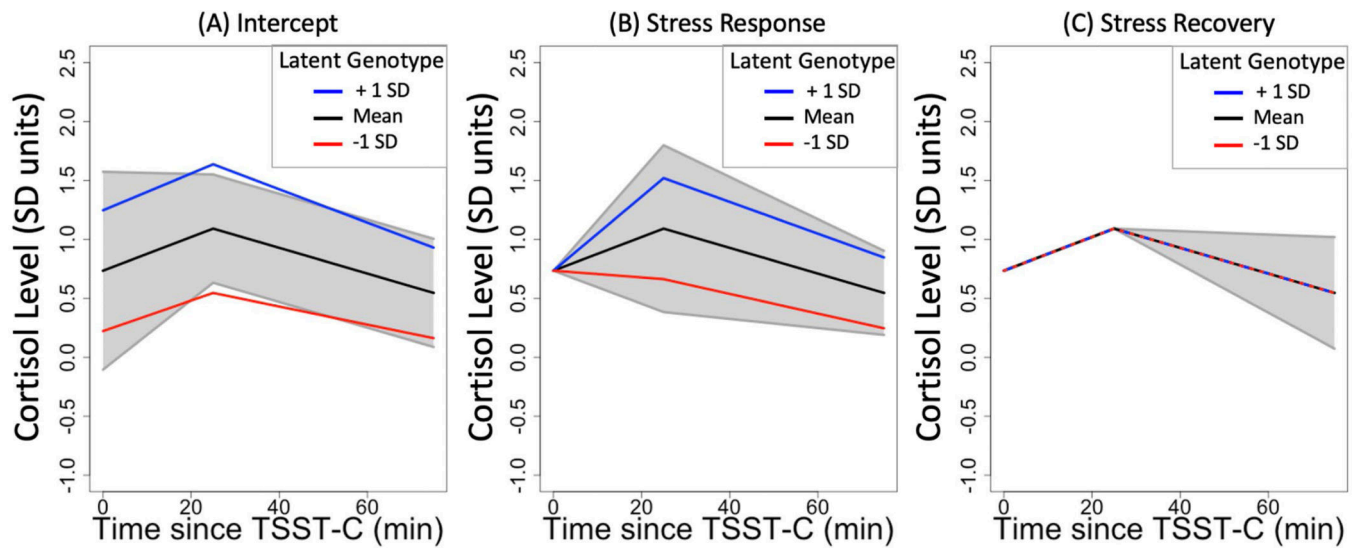 (A) Intercept
Cortisol Level (SD units)
2.5
2.0
1.5
1.0
0.5
0.0
-0.5
-1.0
Latent Genotype
+ 1 SD
Mean
-1 SD
0 20 40 60
Time since TSST-C (min)
(B) Stress Response
Cortisol Level (SD units)
2.5
2.0
1.5
1.0
0.5
0.0
-0.5
-1.0
Latent Genotype
+ 1 SD
Mean
-1 SD
0 20 40 60
Time since TSST-C (min)
(C) Stress Recovery
Cortisol Level (SD units)
2.5
2.0
1.5
1.0
0.5
0.0
-0.5
-1.0
Latent Genotype
+ 1 SD
Mean
-1 SD
0 20 40 60
Time since TSST-C (min)